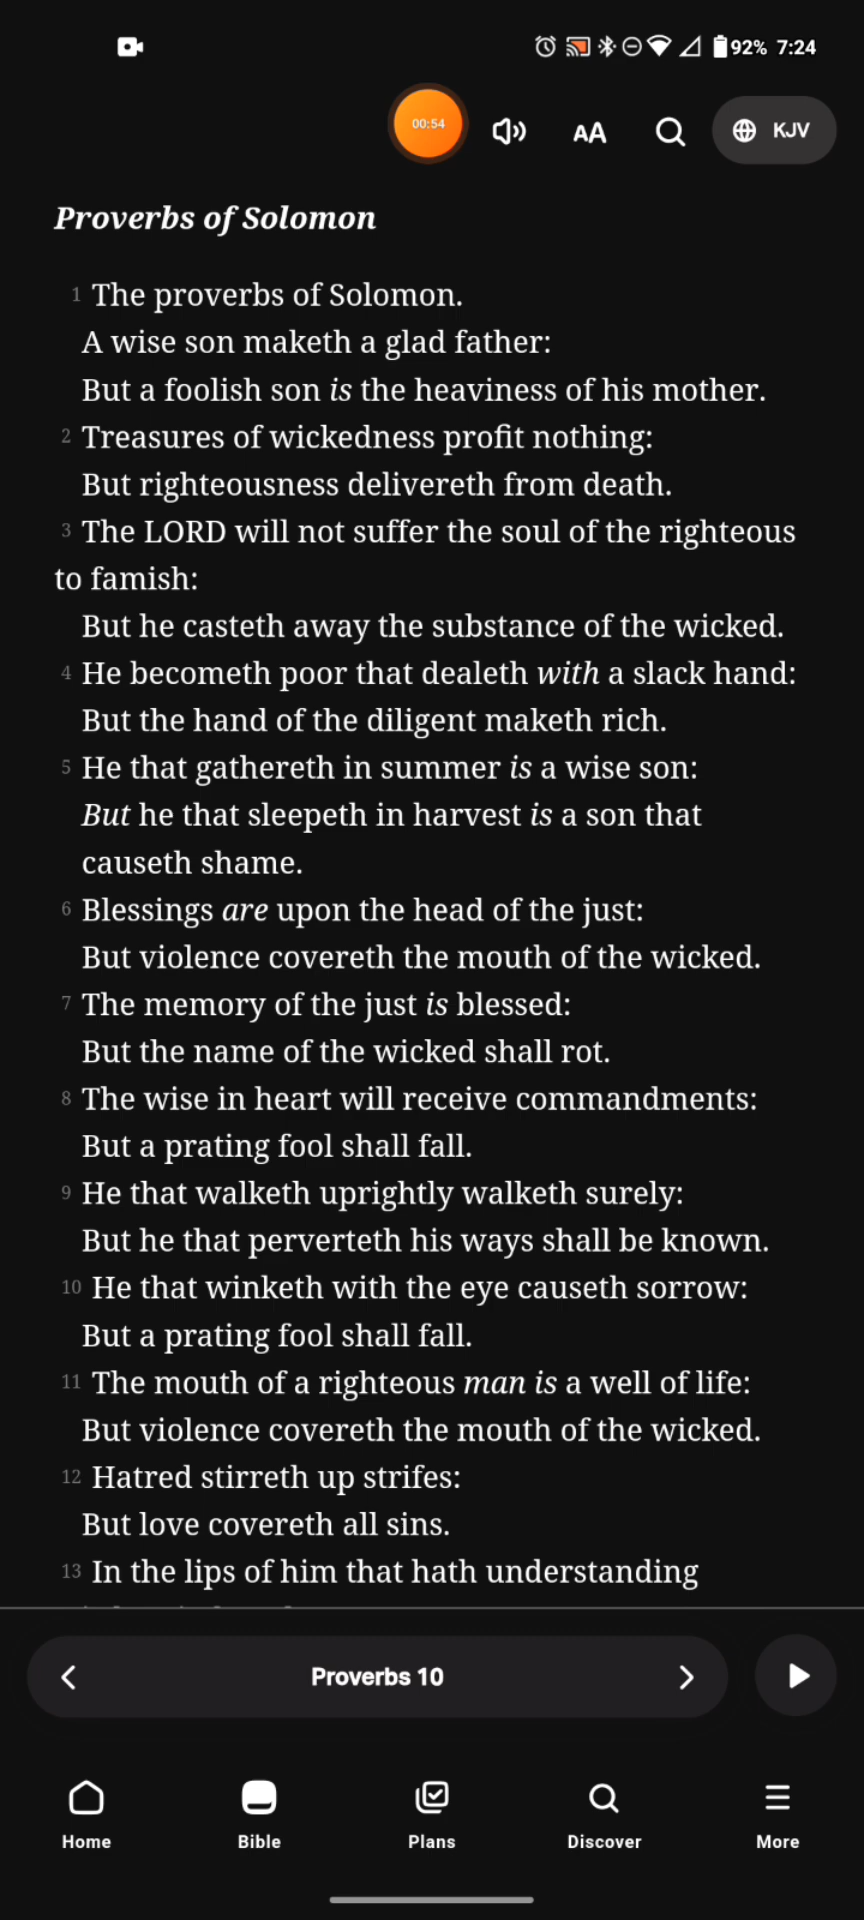 92% 7:24
00:54
AA
KJV
Proverbs of Solomon
1 The proverbs of Solomon.
A wise son maketh a glad father:
But a foolish son is the heaviness of his mother.
2 Treasures of wickedness profit nothing:
But righteousness delivereth from death.
3 The LORD will not suffer the soul of the righteous
to famish:
But he casteth away the substance of the wicked.
4 He becometh poor that dealeth with a slack hand:
But the hand of the diligent maketh rich.
5 He that gathereth in summer is a wise son:
But he that sleepeth in harvest is a son that
causeth shame.
6 Blessings are upon the head of the just:
But violence covereth the mouth of the wicked.
7 The memory of the just is blessed:
But the name of the wicked shall rot.
8 The wise in heart will receive commandments:
But a prating fool shall fall.
9 He that walketh uprightly walketh surely:
But he that perverteth his ways shall be known.
10 He that winketh with the eye causeth sorrow:
But a prating fool shall fall.
11 The mouth of a righteous man is a well of life:
But violence covereth the mouth of the wicked.
12 Hatred stirreth up strifes:
But love covereth all sins.
13 In the lips of him that hath understanding
Proverbs 10
Home
Bible
Plans
Discover
More